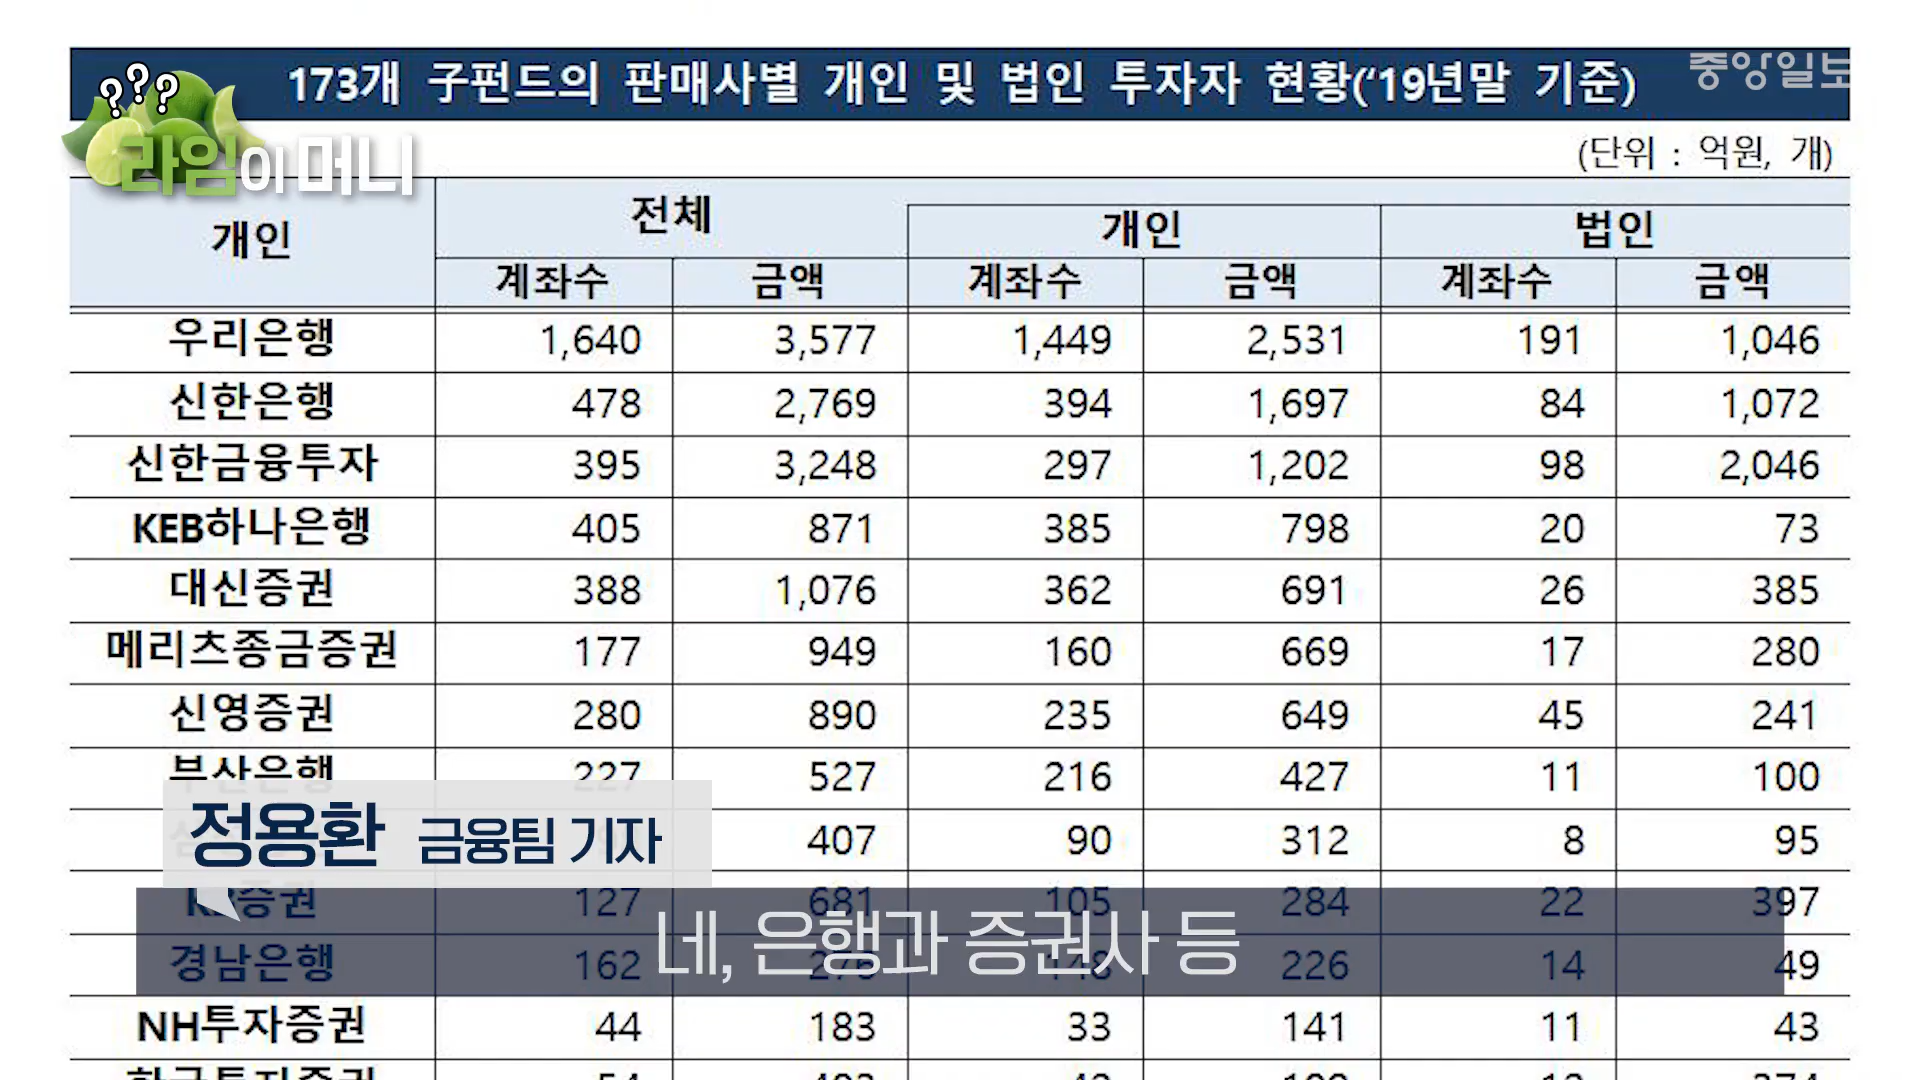 173개 子펀드의 판매사별 개인 및 법인 투자자 현황('19년말 기준)
중앙일보
???
라임이 머니
(단위 : 억원, 개)
개인 전체 개인 법인
계좌수 금액 계좌수 금액 계좌수 금액
우리은행 1,640 3,577 1,449 2,531 191 1,046
신한은행 478 2,769 394 1,697 84 1,072
신한금융투자 395 3,248 297 1,202 98 2,046
KEB하나은행 405 871 385 798 20 73
대신증권 388 1,076 362 691 26 385
메리츠종금증권 177 949 160 669 17 280
신영증권 280 890 235 649 45 241
부산은행 227 527 216 427 11 100
407 90 312 8 95
정용환 금융팀 기자
KB증권 127 681 105 284 22 397
네, 은행과 증권사 등
경남은행 162 276 148 226 14 49
NH투자증권 44 183 33 141 11 43